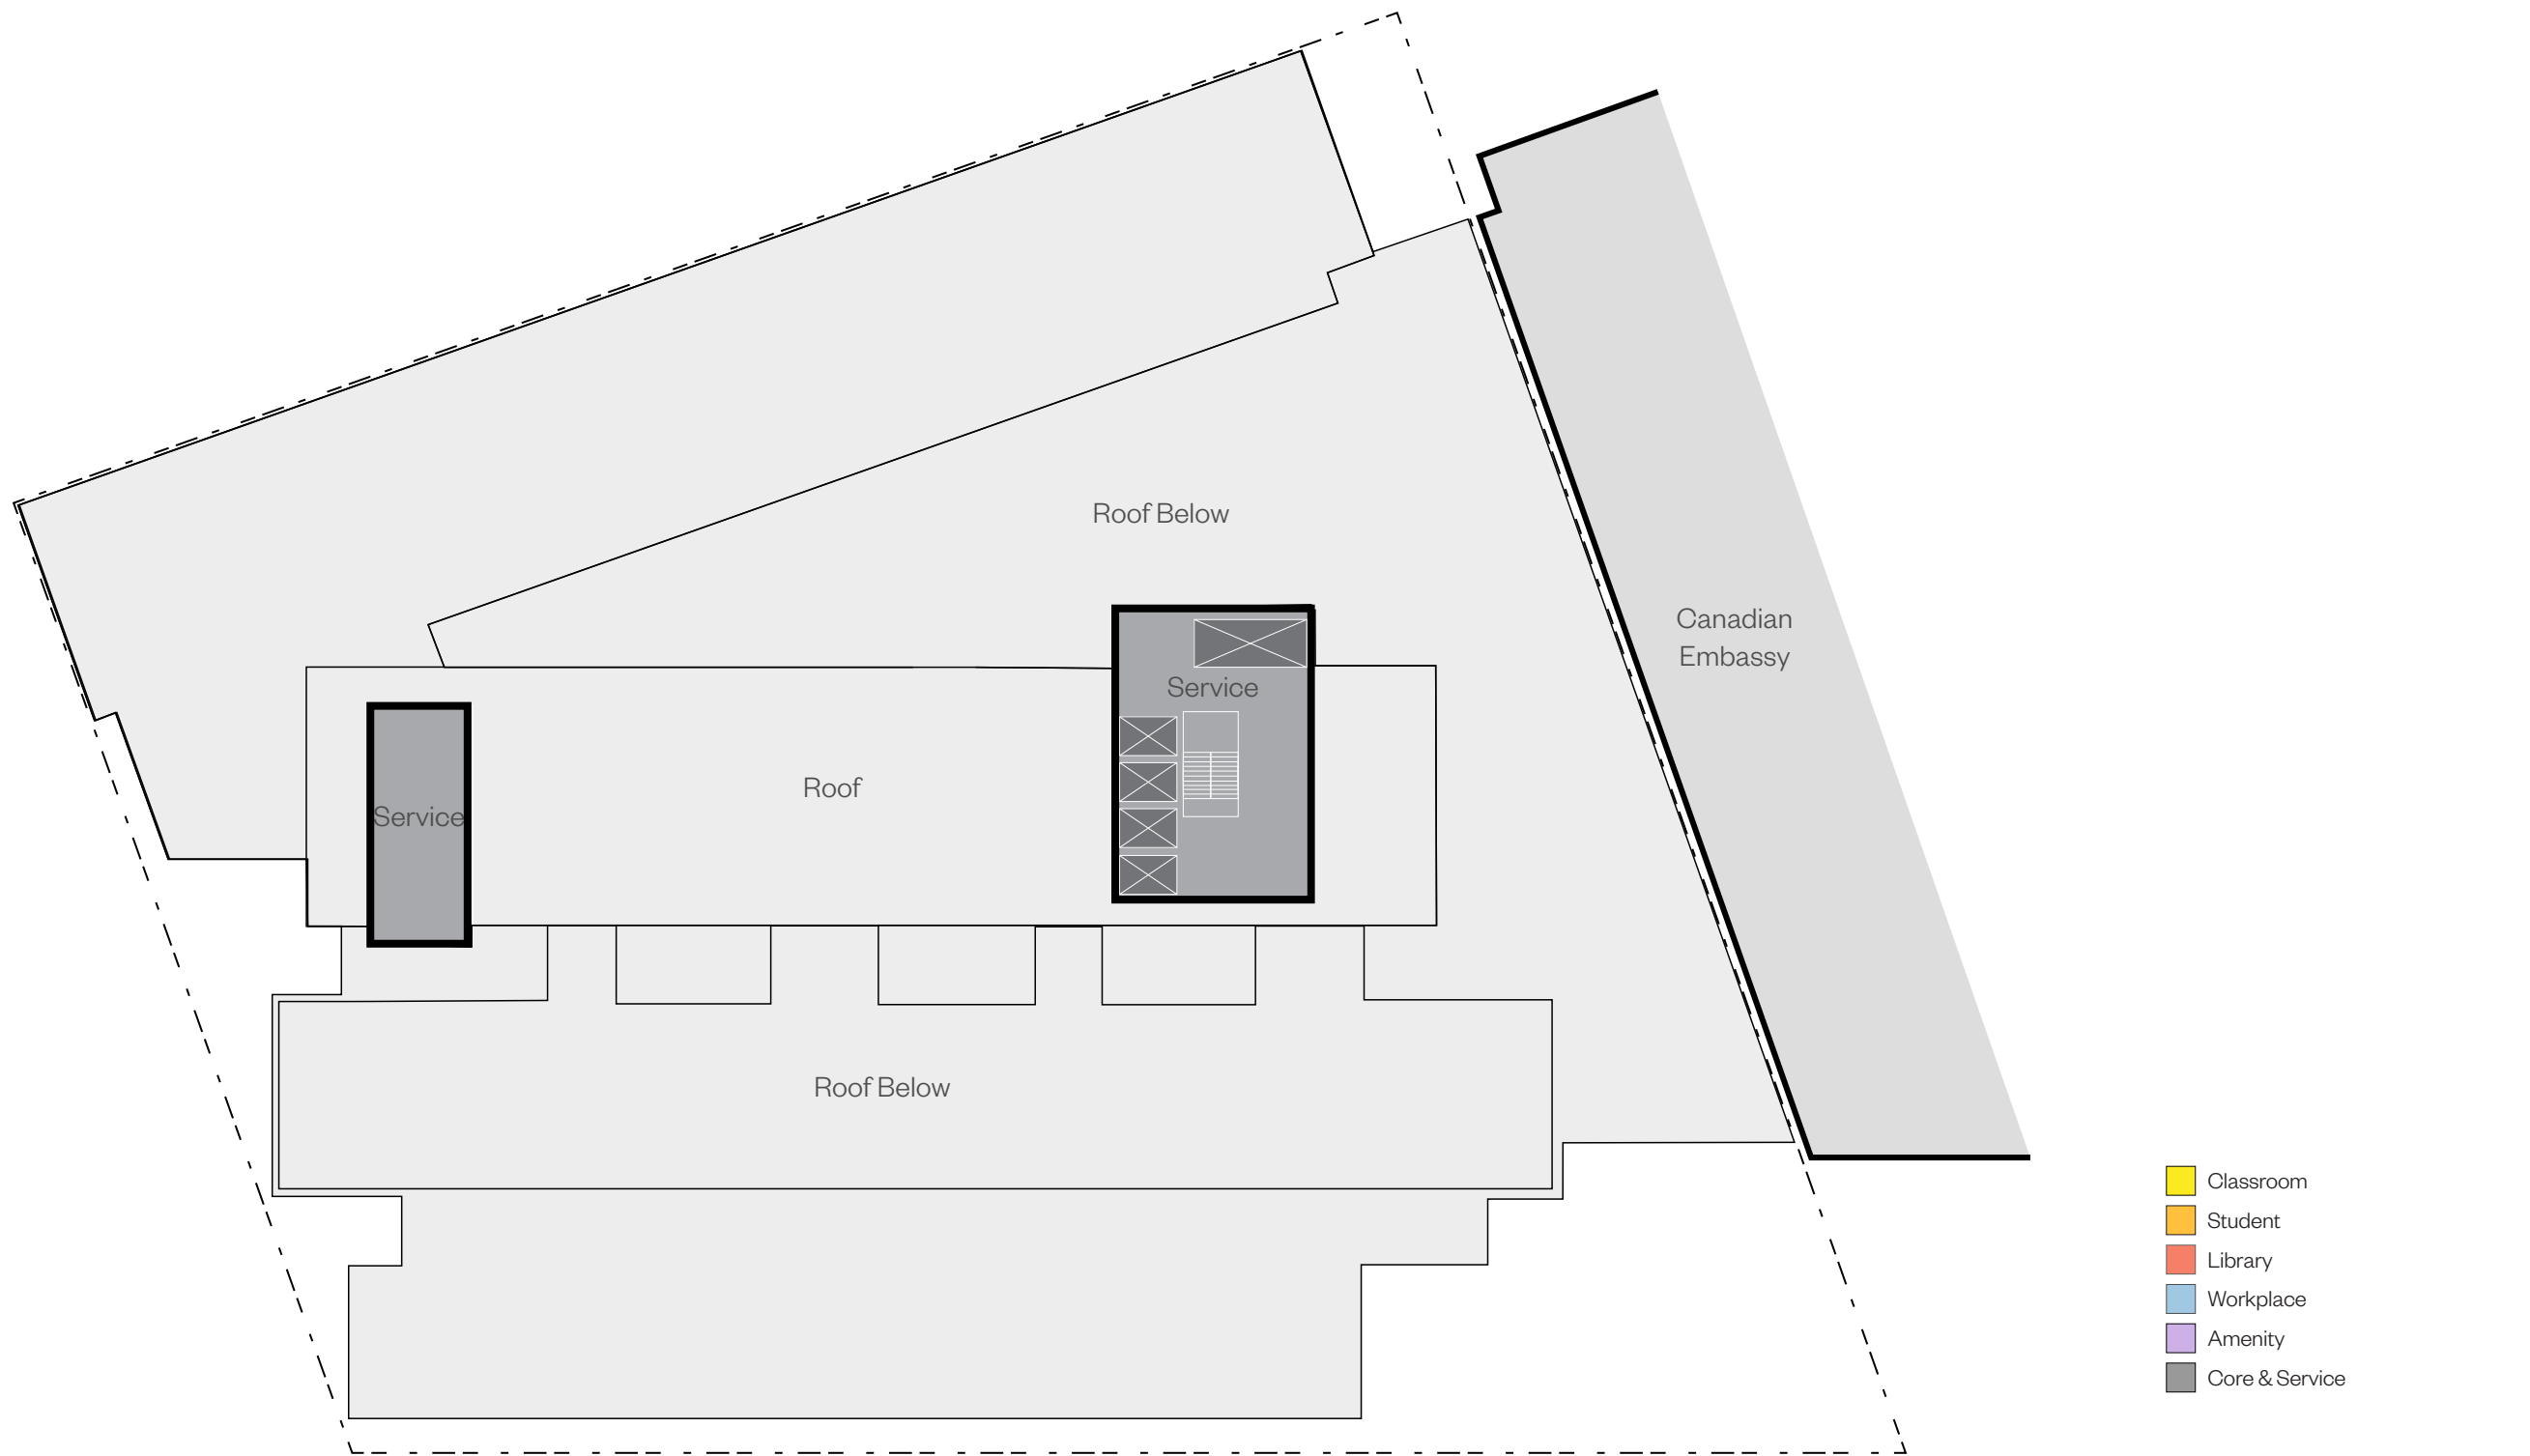 Roof Below
Canadian
Embassy
Service
Roof
Service
Roof Below
Classroom
Student
Library
Workplace
Amenity
Core & Service